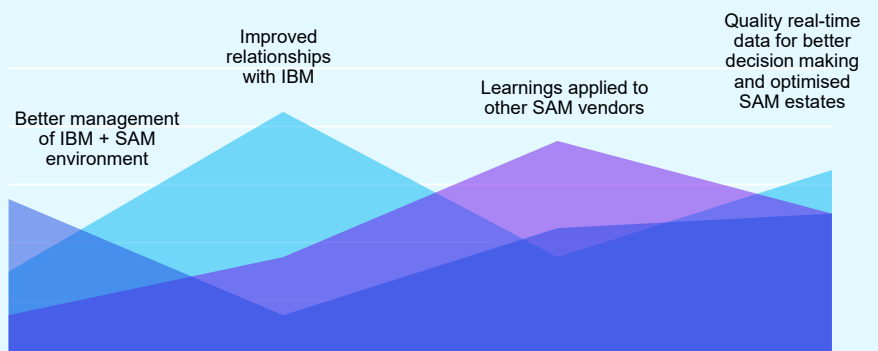 Better management
of IBM + SAM
environment
Improved
relationships
with IBM
Learnings applied to
other SAM vendors
Quality real-time
data for better
decision making
and optimised
SAM estates